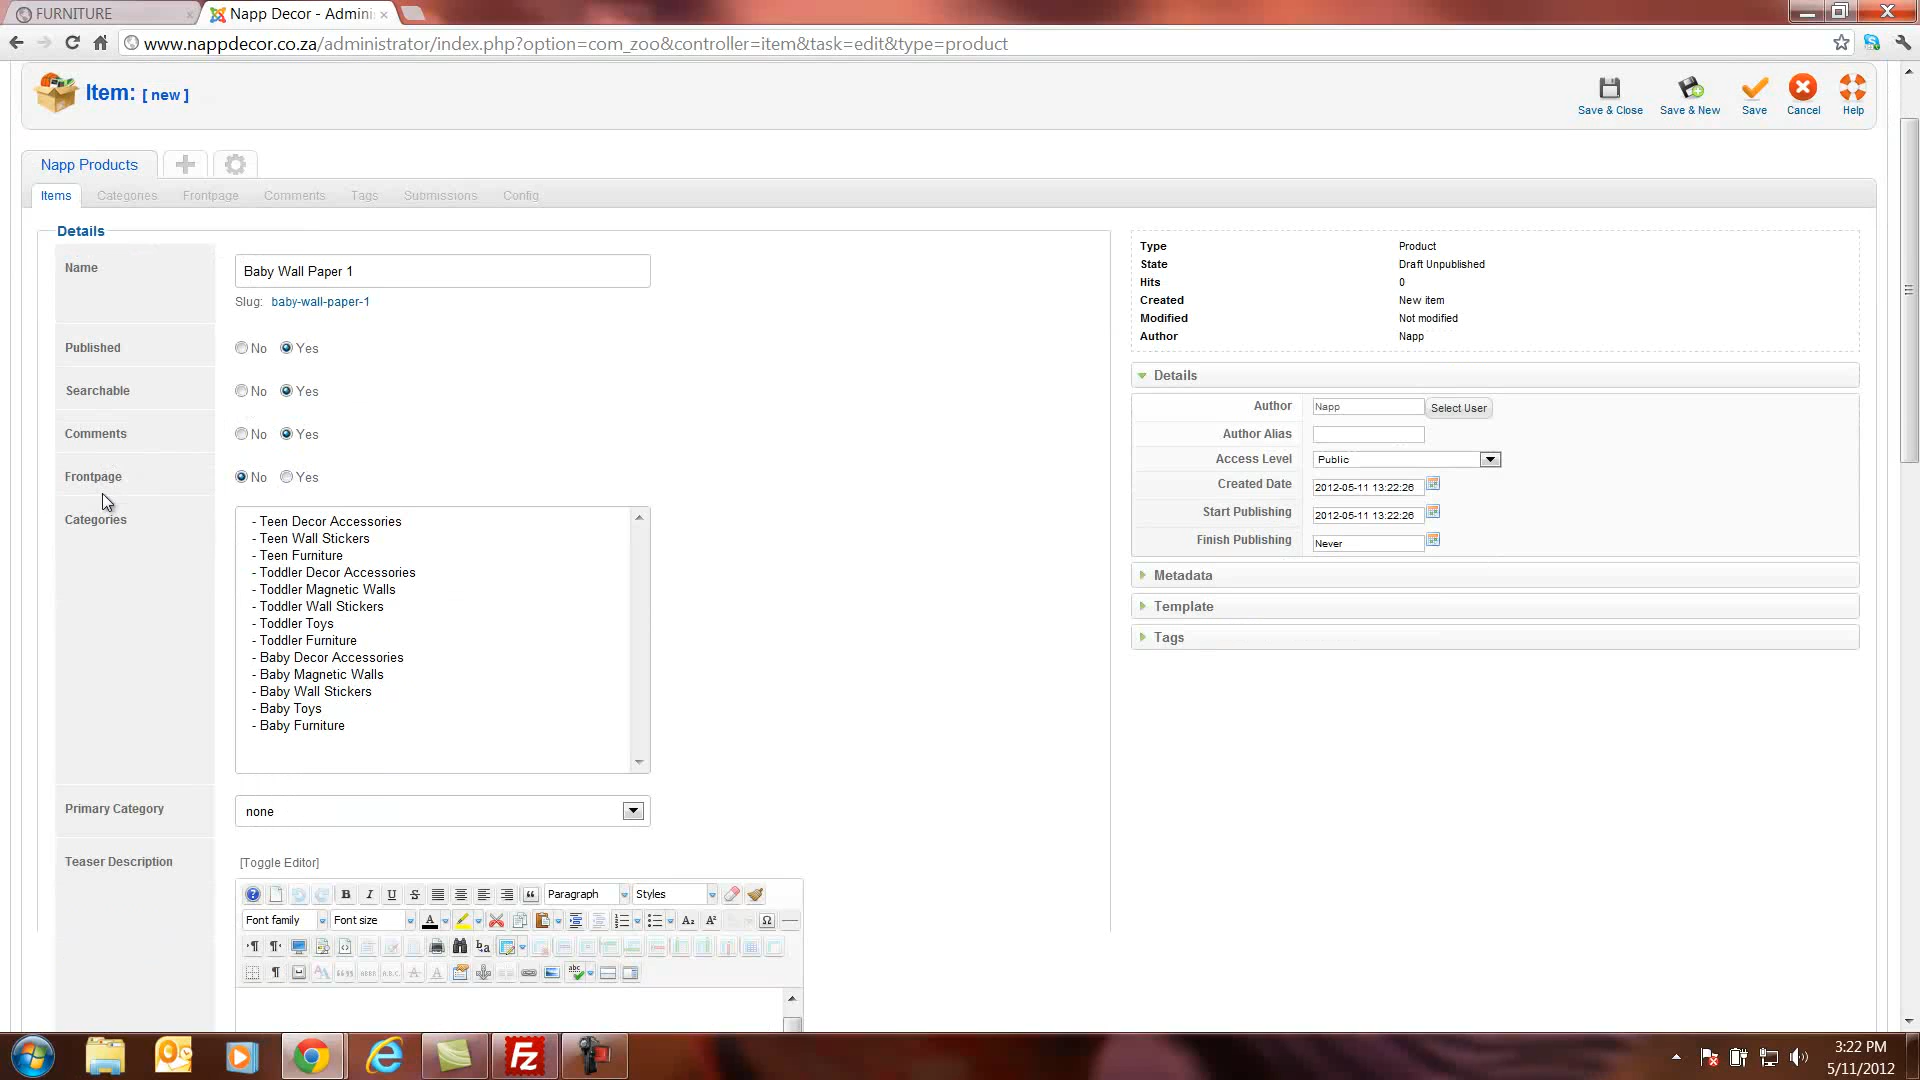 FURNITURE
Napp Decor - Admini
www.nappdecor.co.za/administrator/index.php?option=com_zoo&controller=item&task=edit&type=product
Item: [ new ]
Save & Close Save & New Save Cancel Help
Napp Products
Items Categories Frontpage Comments Tags Submissions Config
Details
Name
Baby Wall Paper 1
Slug: baby-wall-paper-1
Published No Yes
Searchable No Yes
Comments No Yes
Frontpage No Yes
Categories
- Teen Decor Accessories
- Teen Wall Stickers
- Teen Furniture
- Toddler Decor Accessories
- Toddler Magnetic Walls
- Toddler Wall Stickers
- Toddler Toys
- Toddler Furniture
- Baby Decor Accessories
- Baby Magnetic Walls
- Baby Wall Stickers
- Baby Toys
- Baby Furniture
Primary Category
none
Teaser Description
[Toggle Editor]
Paragraph Styles
Font family Font size
Type Product
State Draft Unpublished
Hits 0
Created New item
Modified Not modified
Author Napp
Details
Author Napp Select User
Author Alias
Access Level Public
Created Date 2012-05-11 13:22:26
Start Publishing 2012-05-11 13:22:26
Finish Publishing Never
Metadata
Template
Tags
3:22 PM
5/11/2012